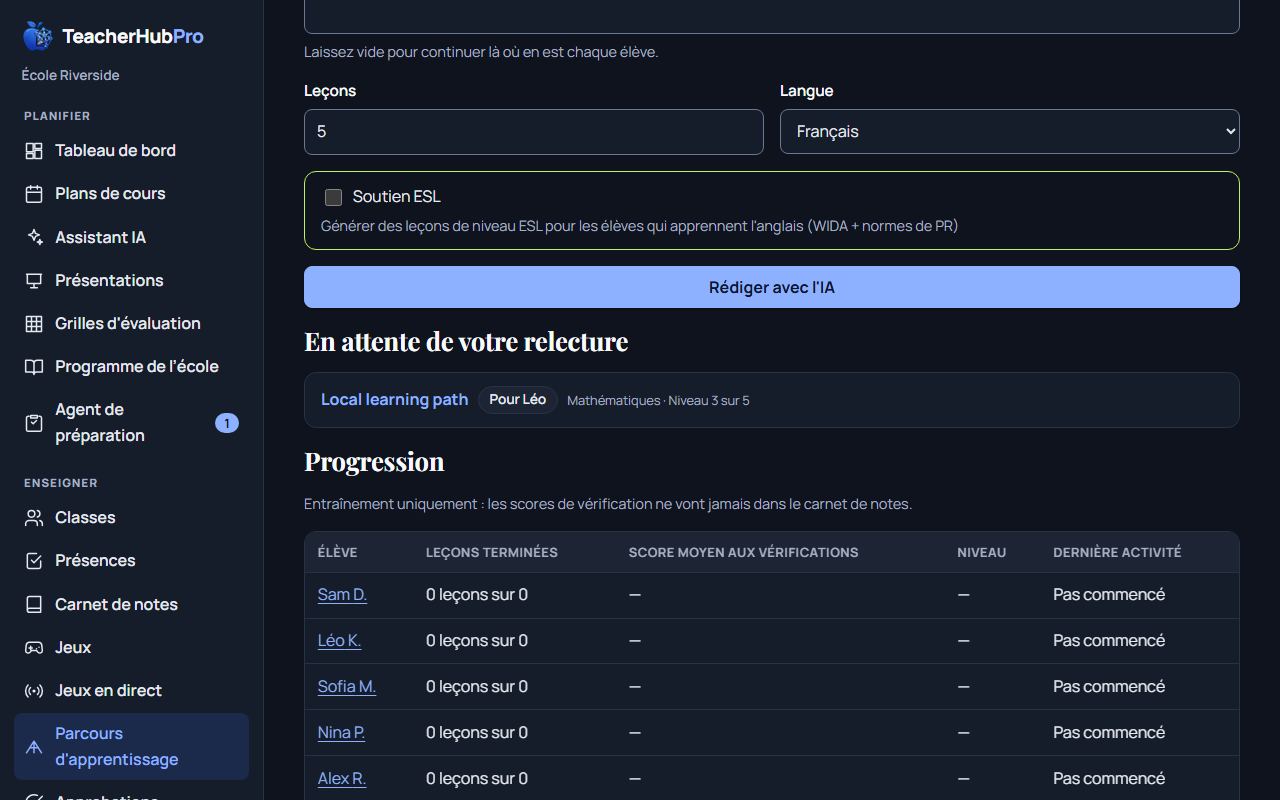 TeacherHubPro
École Riverside
PLANIFIER
Tableau de bord
Plans de cours
Assistant IA
Présentations
Grilles d'évaluation
Programme de l'école
Agent de
préparation
1
ENSEIGNER
Classes
Présences
Carnet de notes
Jeux
Jeux en direct
Parcours
d'apprentissage
Approbations
Laissez vide pour continuer là où en est chaque élève.
Leçons
Langue
5
Français
Soutien ESL
Générer des leçons de niveau ESL pour les élèves qui apprennent l'anglais (WIDA + normes de PR)
Rédiger avec l'IA
En attente de votre relecture
Local learning path Pour Léo Mathématiques · Niveau 3 sur 5
Progression
Entraînement uniquement : les scores de vérification ne vont jamais dans le carnet de notes.
ÉLÈVE LEÇONS TERMINÉES SCORE MOYEN AUX VÉRIFICATIONS NIVEAU DERNIÈRE ACTIVITÉ
Sam D. 0 leçons sur 0 — — Pas commencé
Léo K. 0 leçons sur 0 — — Pas commencé
Sofia M. 0 leçons sur 0 — — Pas commencé
Nina P. 0 leçons sur 0 — — Pas commencé
Alex R. 0 leçons sur 0 — — Pas commencé